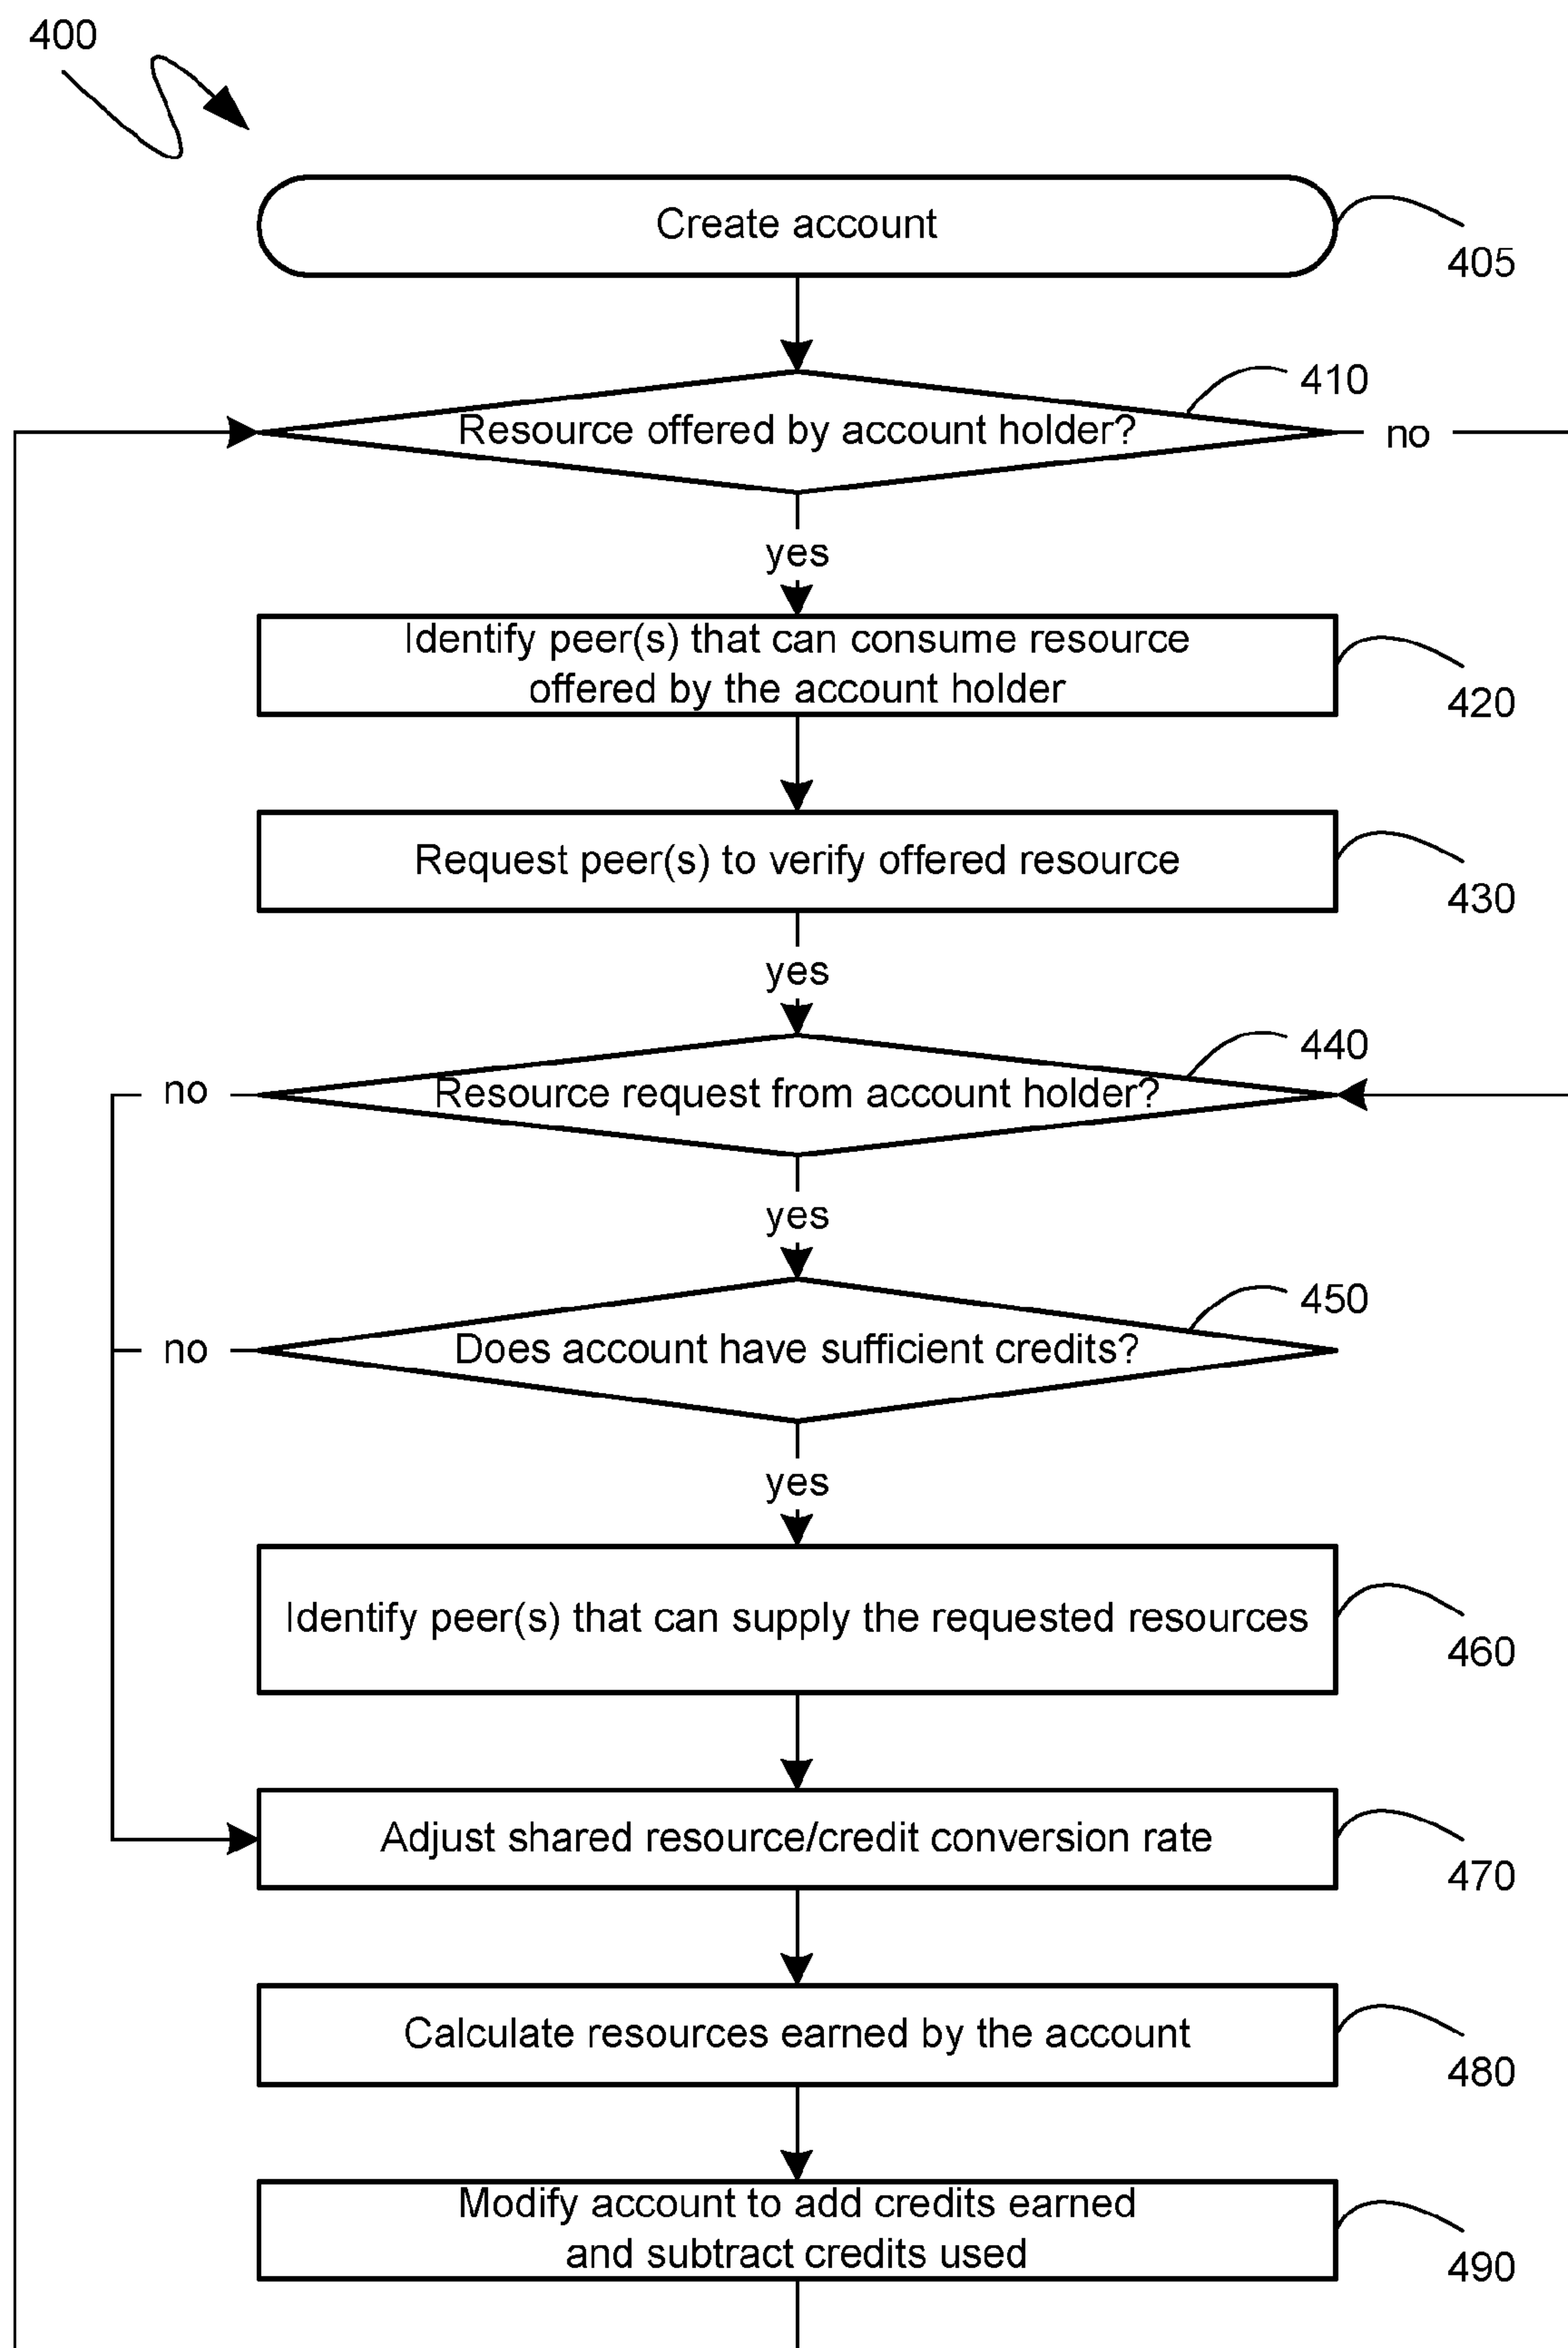 400
Create account
405
410
Resource offered by account holder?
no
yes
Identify peer(s) that can consume resource
offered by the account holder
420
Request peer(s) to verify offered resource
430
yes
440
no
Resource request from account holder?
yes
450
no
Does account have sufficient credits?
yes
Identify peer(s) that can supply the requested resources
460
Adjust shared resource/credit conversion rate
470
Calculate resources earned by the account
480
Modify account to add credits earned
and subtract credits used
490